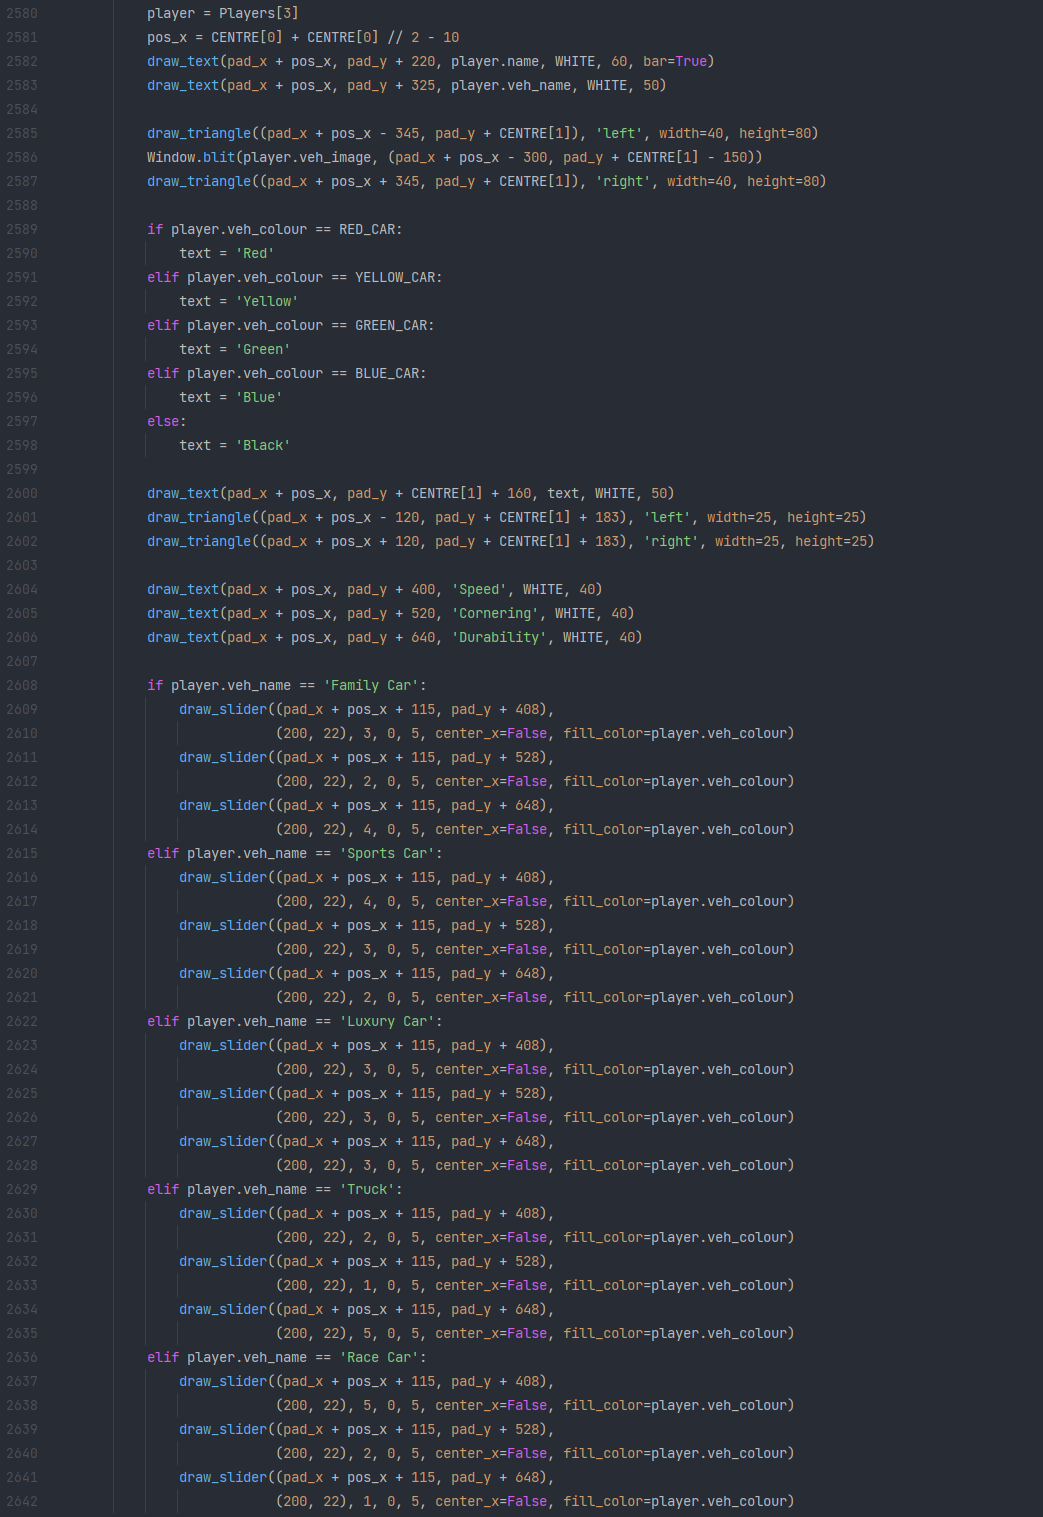 2580 player = Players[3]
2581 pos_x = CENTRE[0] + CENTRE[0] // 2 - 10
2582 draw_text(pad_x + pos_x, pad_y + 220, player.name, WHITE, 60, bar=True)
2583 draw_text(pad_x + pos_x, pad_y + 325, player.veh_name, WHITE, 50)
2584
2585 draw_triangle((pad_x + pos_x - 345, pad_y + CENTRE[1]), 'left', width=40, height=80)
2586 Window.blit(player.veh_image, (pad_x + pos_x - 300, pad_y + CENTRE[1] - 150))
2587 draw_triangle((pad_x + pos_x + 345, pad_y + CENTRE[1]), 'right', width=40, height=80)
2588
2589 if player.veh_colour == RED_CAR:
2590 text = 'Red'
2591 elif player.veh_colour == YELLOW_CAR:
2592 text = 'Yellow'
2593 elif player.veh_colour == GREEN_CAR:
2594 text = 'Green'
2595 elif player.veh_colour == BLUE_CAR:
2596 text = 'Blue'
2597 else:
2598 text = 'Black'
2599
2600 draw_text(pad_x + pos_x, pad_y + CENTRE[1] + 160, text, WHITE, 50)
2601 draw_triangle((pad_x + pos_x - 120, pad_y + CENTRE[1] + 183), 'left', width=25, height=25)
2602 draw_triangle((pad_x + pos_x + 120, pad_y + CENTRE[1] + 183), 'right', width=25, height=25)
2603
2604 draw_text(pad_x + pos_x, pad_y + 400, 'Speed', WHITE, 40)
2605 draw_text(pad_x + pos_x, pad_y + 520, 'Cornering', WHITE, 40)
2606 draw_text(pad_x + pos_x, pad_y + 640, 'Durability', WHITE, 40)
2607
2608 if player.veh_name == 'Family Car':
2609 draw_slider((pad_x + pos_x + 115, pad_y + 408),
2610 (200, 22), 3, 0, 5, center_x=False, fill_color=player.veh_colour)
2611 draw_slider((pad_x + pos_x + 115, pad_y + 528),
2612 (200, 22), 2, 0, 5, center_x=False, fill_color=player.veh_colour)
2613 draw_slider((pad_x + pos_x + 115, pad_y + 648),
2614 (200, 22), 4, 0, 5, center_x=False, fill_color=player.veh_colour)
2615 elif player.veh_name == 'Sports Car':
2616 draw_slider((pad_x + pos_x + 115, pad_y + 408),
2617 (200, 22), 4, 0, 5, center_x=False, fill_color=player.veh_colour)
2618 draw_slider((pad_x + pos_x + 115, pad_y + 528),
2619 (200, 22), 3, 0, 5, center_x=False, fill_color=player.veh_colour)
2620 draw_slider((pad_x + pos_x + 115, pad_y + 648),
2621 (200, 22), 2, 0, 5, center_x=False, fill_color=player.veh_colour)
2622 elif player.veh_name == 'Luxury Car':
2623 draw_slider((pad_x + pos_x + 115, pad_y + 408),
2624 (200, 22), 3, 0, 5, center_x=False, fill_color=player.veh_colour)
2625 draw_slider((pad_x + pos_x + 115, pad_y + 528),
2626 (200, 22), 3, 0, 5, center_x=False, fill_color=player.veh_colour)
2627 draw_slider((pad_x + pos_x + 115, pad_y + 648),
2628 (200, 22), 3, 0, 5, center_x=False, fill_color=player.veh_colour)
2629 elif player.veh_name == 'Truck':
2630 draw_slider((pad_x + pos_x + 115, pad_y + 408),
2631 (200, 22), 2, 0, 5, center_x=False, fill_color=player.veh_colour)
2632 draw_slider((pad_x + pos_x + 115, pad_y + 528),
2633 (200, 22), 1, 0, 5, center_x=False, fill_color=player.veh_colour)
2634 draw_slider((pad_x + pos_x + 115, pad_y + 648),
2635 (200, 22), 5, 0, 5, center_x=False, fill_color=player.veh_colour)
2636 elif player.veh_name == 'Race Car':
2637 draw_slider((pad_x + pos_x + 115, pad_y + 408),
2638 (200, 22), 5, 0, 5, center_x=False, fill_color=player.veh_colour)
2639 draw_slider((pad_x + pos_x + 115, pad_y + 528),
2640 (200, 22), 2, 0, 5, center_x=False, fill_color=player.veh_colour)
2641 draw_slider((pad_x + pos_x + 115, pad_y + 648),
2642 (200, 22), 1, 0, 5, center_x=False, fill_color=player.veh_colour)